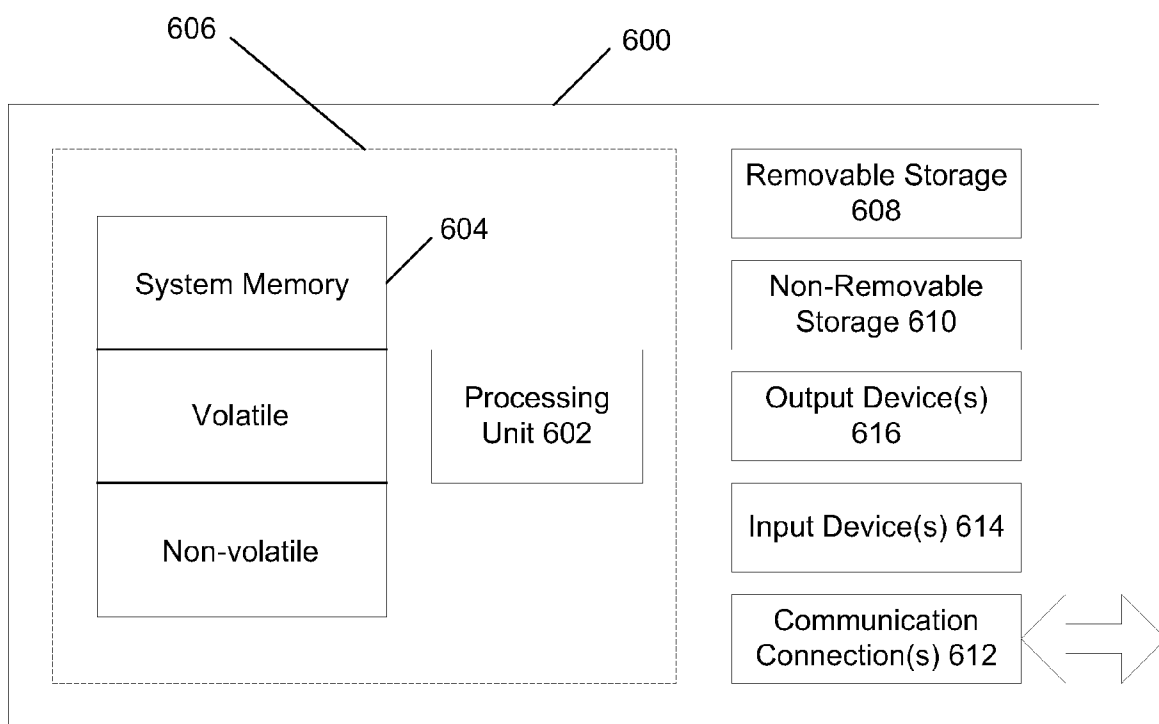 606
600
604
System Memory
Volatile
Non-volatile
Processing
Unit 602
Removable Storage
608
Non-Removable
Storage 610
Output Device(s)
616
Input Device(s) 614
Communication
Connection(s) 612